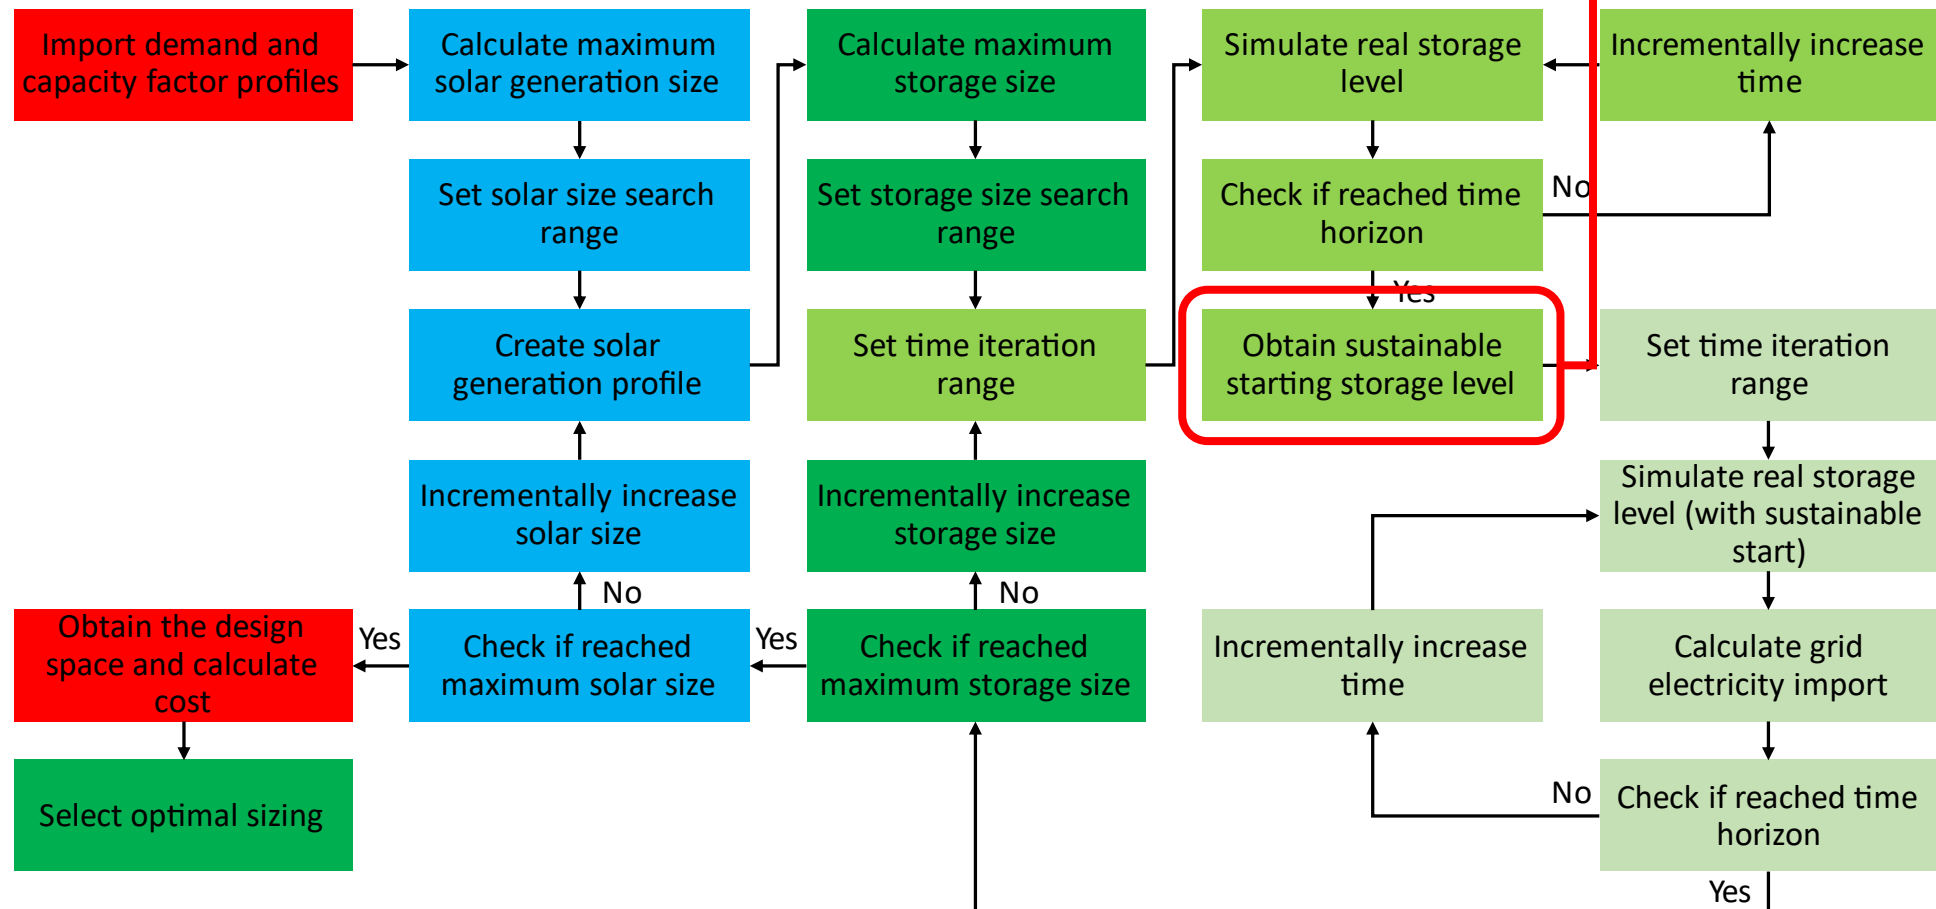 Import demand and
capacity factor profiles
Calculate maximum
solar generation size
Calculate maximum
storage size
Simulate real storage
level
Incrementally increase
time
Set solar size search
range
Set storage size search
range
Check if reached time
horizon
No
Yes
Create solar
generation profile
Set time iteration
range
Obtain sustainable
starting storage level
Set time iteration
range
Incrementally increase
solar size
Incrementally increase
storage size
Simulate real storage
level (with sustainable
start)
No
No
Obtain the design
space and calculate
cost
Yes
Check if reached
maximum solar size
Yes
Check if reached
maximum storage size
Incrementally increase
time
Calculate grid
electricity import
Select optimal sizing
No
Check if reached time
horizon
Yes